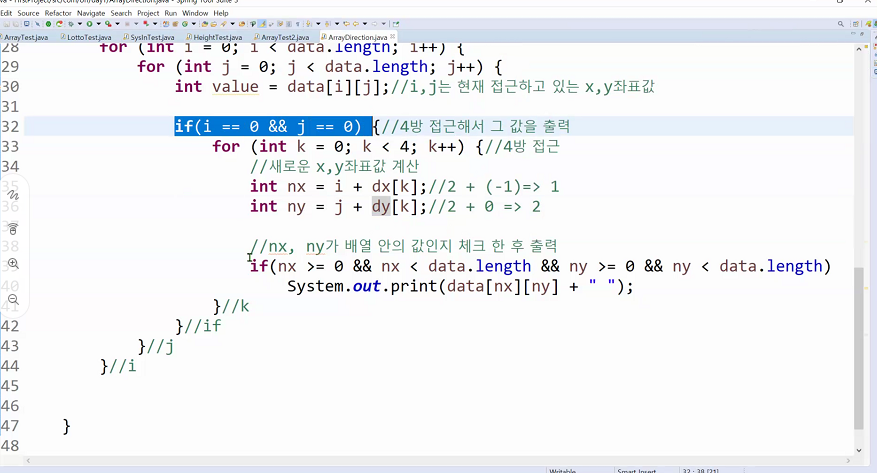 Edit Source Refactor Navigate Search Project Run Window Help
ArrayTest.java LottoTest.java SysInTest.java HeightTest.java ArrayTest2.java ArrayDirection.java
28 for (int i = 0; i < data.length; i++) {
29 for (int j = 0; j < data.length; j++) {
30 int value = data[i][j];//i,j는 현재 접근하고 있는 x,y좌표값
31
32 if(i == 0 && j == 0) {//4방 접근해서 그 값을 출력
33 for (int k = 0; k < 4; k++) {//4방 접근
34 //새로운 x,y좌표값 계산
35 int nx = i + dx[k];//2 + (-1)=> 1
36 int ny = j + dy[k];//2 + 0 => 2
38 //nx, ny가 배열 안의 값인지 체크 한 후 출력
if(nx >= 0 && nx < data.length && ny >= 0 && ny < data.length)
40 System.out.print(data[nx][ny] + " ");
41 }//k
42 }//if
43 }//j
44 }//i
45
46
47 }
48
Writable Smart Insert 32 : 38 [21]